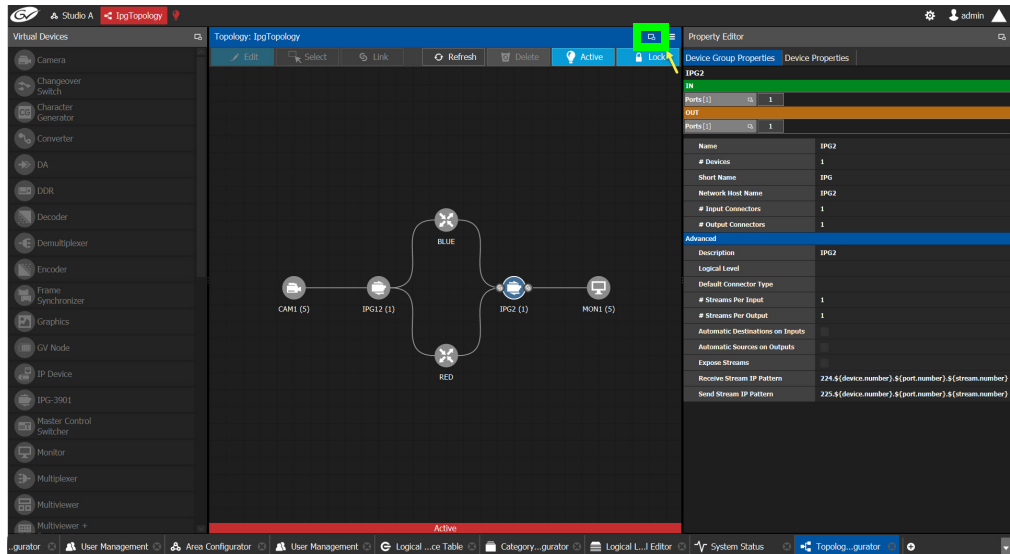 GV Studio A IpgTopology admin
Virtual Devices
Camera
Changeover
Switch
Character
Generator
Converter
DA
DDR
Decoder
Demultiplexer
Encoder
Frame
Synchronizer
Graphics
GV Node
IP Device
IPG-3901
Master Control
Switcher
Monitor
Multiplexer
Multiviewer
Multiviewer +
Topology: IpgTopology
Edit Select Link Refresh Delete Active Lock
BLUE
CAM1 (5) IPG12 (1) IPG2 (1) MON1 (5)
RED
Active
Property Editor
Device Group Properties Device Properties
IPG2
IN
Ports [1] 1
OUT
Ports [1] 1
Name IPG2
# Devices 1
Short Name IPG
Network Host Name IPG2
# Input Connectors 1
# Output Connectors 1
Advanced
Description IPG2
Logical Level
Default Connector Type
# Streams Per Input 1
# Streams Per Output 1
Automatic Destinations on Inputs
Automatic Sources on Outputs
Expose Streams
Receive Stream IP Pattern 224.${device.number}.${port.number}.${stream.number}
Send Stream IP Pattern 225.${device.number}.${port.number}.${stream.number}
..gurator User Management Area Configurator User Management Logical ...ce Table Category...gurator Logical L...l Editor System Status Topolog...gurator